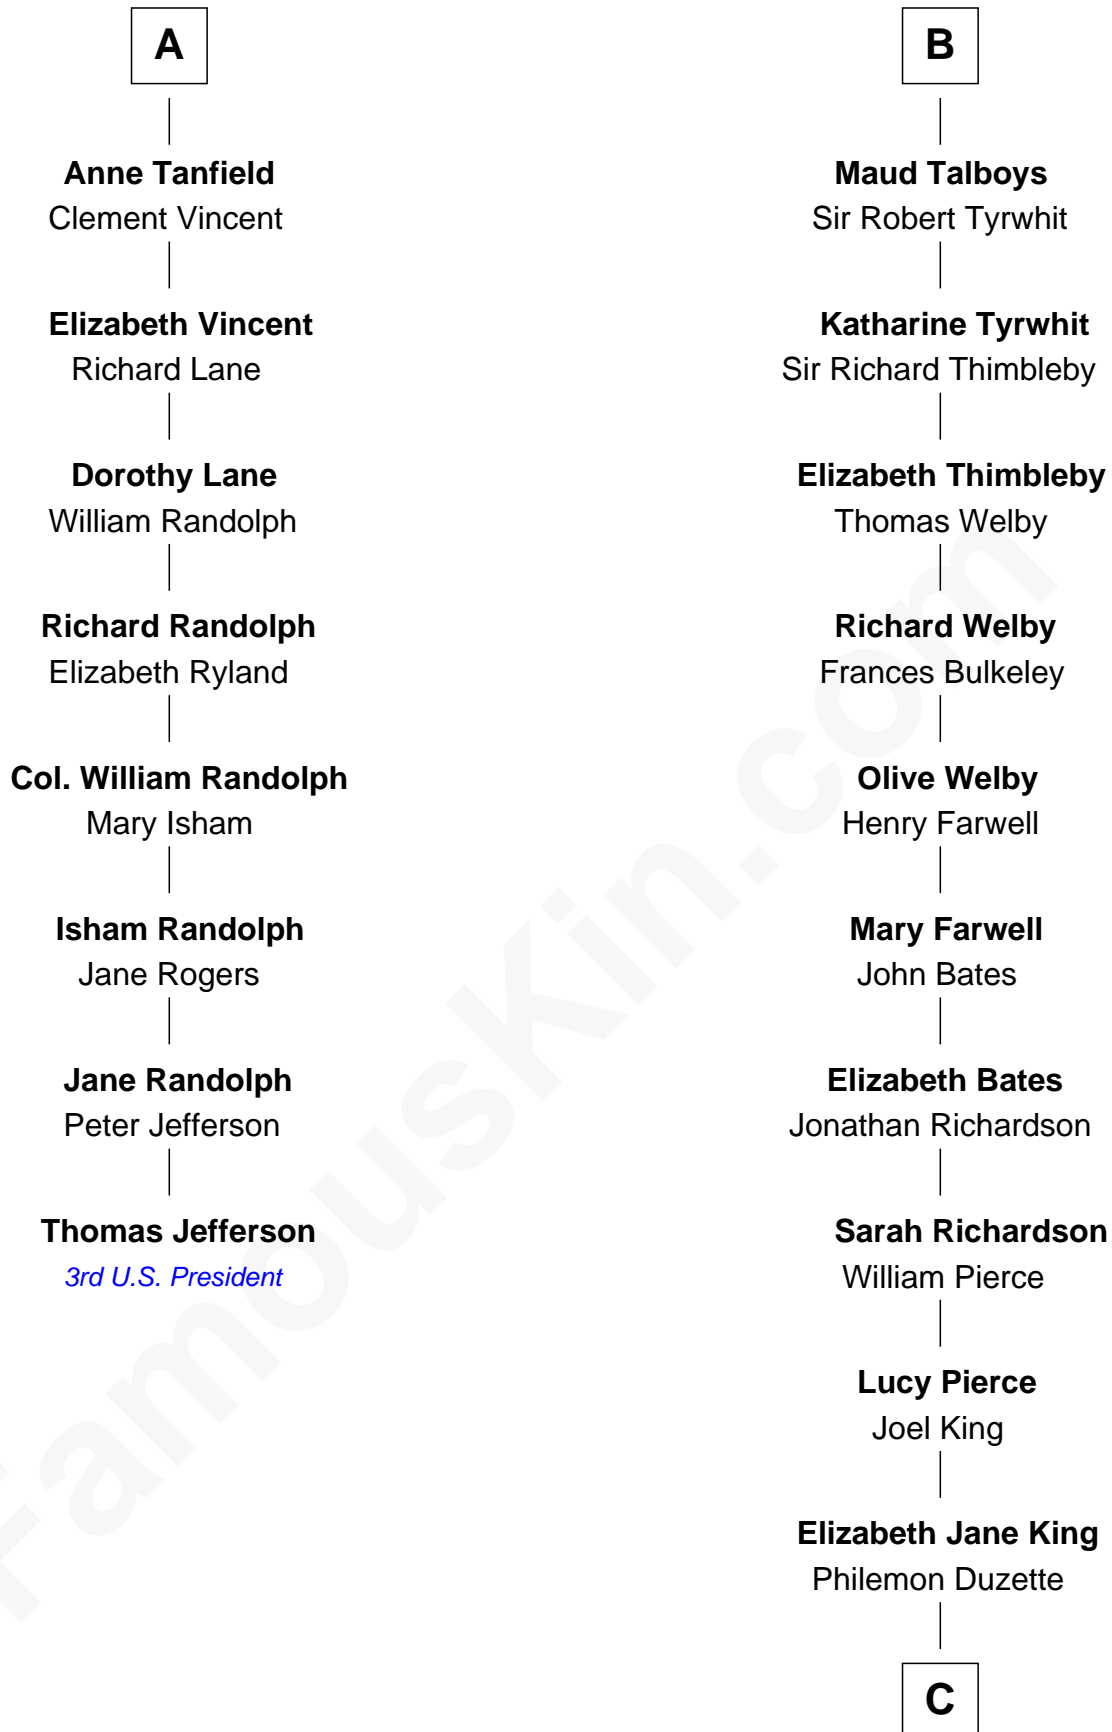 A
Anne Tanfield
Clement Vincent
Elizabeth Vincent
Richard Lane
Dorothy Lane
William Randolph
Richard Randolph
Elizabeth Ryland
Col. William Randolph
Mary Isham
Isham Randolph
Jane Rogers
Jane Randolph
Peter Jefferson
Thomas Jefferson
3rd U.S. President
B
Maud Talboys
Sir Robert Tyrwhit
Katharine Tyrwhit
Sir Richard Thimbleby
Elizabeth Thimbleby
Thomas Welby
Richard Welby
Frances Bulkeley
Olive Welby
Henry Farwell
Mary Farwell
John Bates
Elizabeth Bates
Jonathan Richardson
Sarah Richardson
William Pierce
Lucy Pierce
Joel King
Elizabeth Jane King
Philemon Duzette
C
FamousKin.com